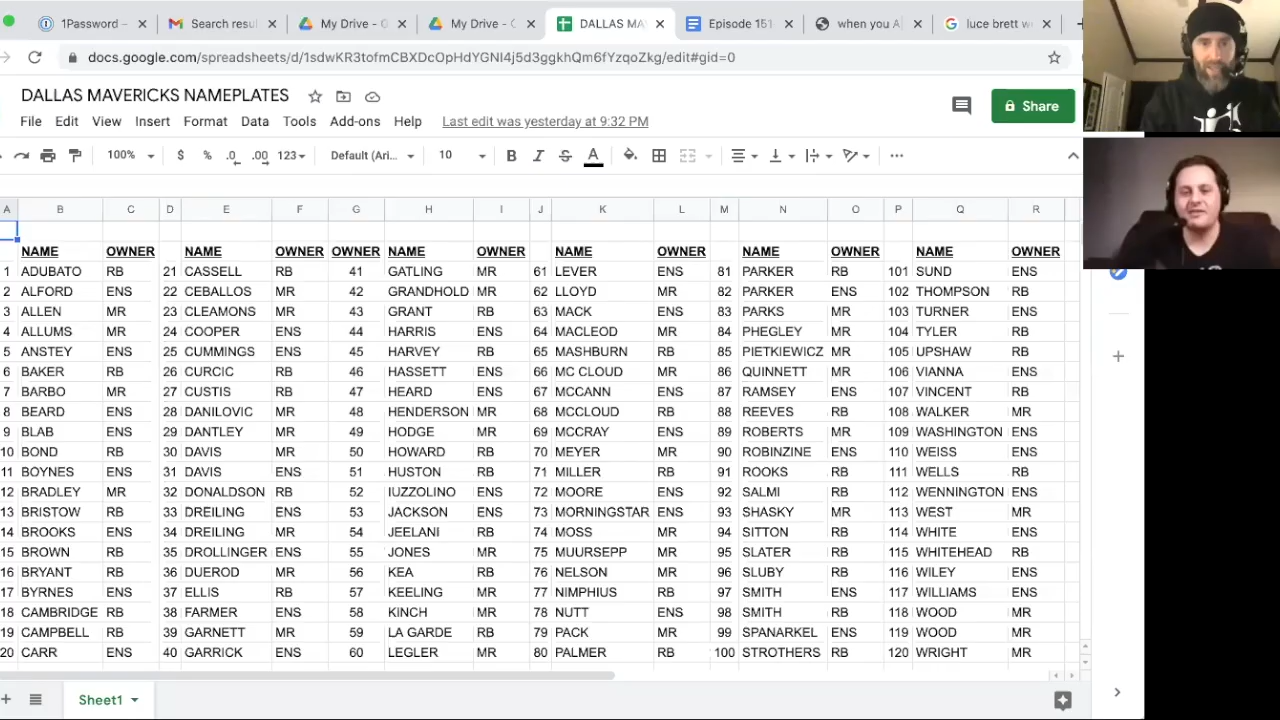 1Password – Search resul My Drive - G My Drive - C DALLAS MA Episode 151 when you A luce brett w
docs.google.com/spreadsheets/d/1sdwKR3tofmCBXDcOpHdYGNI4j5d3ggkhQm6fYzqoZkg/edit#gid=0
DALLAS MAVERICKS NAMEPLATES
Share
File Edit View Insert Format Data Tools Add-ons Help Last edit was yesterday at 9:32 PM
100% $ % .0 .00 123 Default (Ari... 10 B I S A
A B C D E F G H I J K L M N O P Q R
NAME OWNER NAME OWNER OWNER NAME OWNER NAME OWNER NAME OWNER NAME OWNER
1 ADUBATO RB 21 CASSELL RB 41 GATLING MR 61 LEVER ENS 81 PARKER RB 101 SUND ENS
2 ALFORD ENS 22 CEBALLOS MR 42 GRANDHOLD MR 62 LLOYD MR 82 PARKER ENS 102 THOMPSON RB
3 ALLEN MR 23 CLEAMONS MR 43 GRANT RB 63 MACK ENS 83 PARKS MR 103 TURNER ENS
4 ALLUMS MR 24 COOPER ENS 44 HARRIS ENS 64 MACLEOD MR 84 PHEGLEY MR 104 TYLER RB
5 ANSTEY ENS 25 CUMMINGS ENS 45 HARVEY RB 65 MASHBURN RB 85 PIETKIEWICZ MR 105 UPSHAW RB
6 BAKER RB 26 CURCIC RB 46 HASSETT ENS 66 MC CLOUD MR 86 QUINNETT MR 106 VIANNA ENS
7 BARBO MR 27 CUSTIS RB 47 HEARD ENS 67 MCCANN ENS 87 RAMSEY ENS 107 VINCENT RB
8 BEARD ENS 28 DANILOVIC MR 48 HENDERSON MR 68 MCCLOUD RB 88 REEVES RB 108 WALKER MR
9 BLAB ENS 29 DANTLEY MR 49 HODGE MR 69 MCCRAY ENS 89 ROBERTS MR 109 WASHINGTON ENS
10 BOND RB 30 DAVIS MR 50 HOWARD RB 70 MEYER MR 90 ROBINZINE ENS 110 WEISS ENS
11 BOYNES ENS 31 DAVIS ENS 51 HUSTON RB 71 MILLER RB 91 ROOKS RB 111 WELLS RB
12 BRADLEY MR 32 DONALDSON RB 52 IUZZOLINO ENS 72 MOORE ENS 92 SALMI RB 112 WENNINGTON ENS
13 BRISTOW RB 33 DREILING ENS 53 JACKSON ENS 73 MORNINGSTAR ENS 93 SHASKY MR 113 WEST MR
14 BROOKS ENS 34 DREILING MR 54 JEELANI RB 74 MOSS MR 94 SITTON RB 114 WHITE ENS
15 BROWN RB 35 DROLLINGER ENS 55 JONES MR 75 MUURSEPP MR 95 SLATER RB 115 WHITEHEAD RB
16 BRYANT RB 36 DUEROD MR 56 KEA RB 76 NELSON MR 96 SLUBY RB 116 WILEY ENS
17 BYRNES ENS 37 ELLIS RB 57 KEELING MR 77 NIMPHIUS RB 97 SMITH ENS 117 WILLIAMS ENS
18 CAMBRIDGE RB 38 FARMER ENS 58 KINCH MR 78 NUTT ENS 98 SMITH RB 118 WOOD MR
19 CAMPBELL RB 39 GARNETT MR 59 LA GARDE RB 79 PACK MR 99 SPANARKEL ENS 119 WOOD MR
20 CARR ENS 40 GARRICK ENS 60 LEGLER MR 80 PALMER RB 100 STROTHERS RB 120 WRIGHT MR
Sheet1